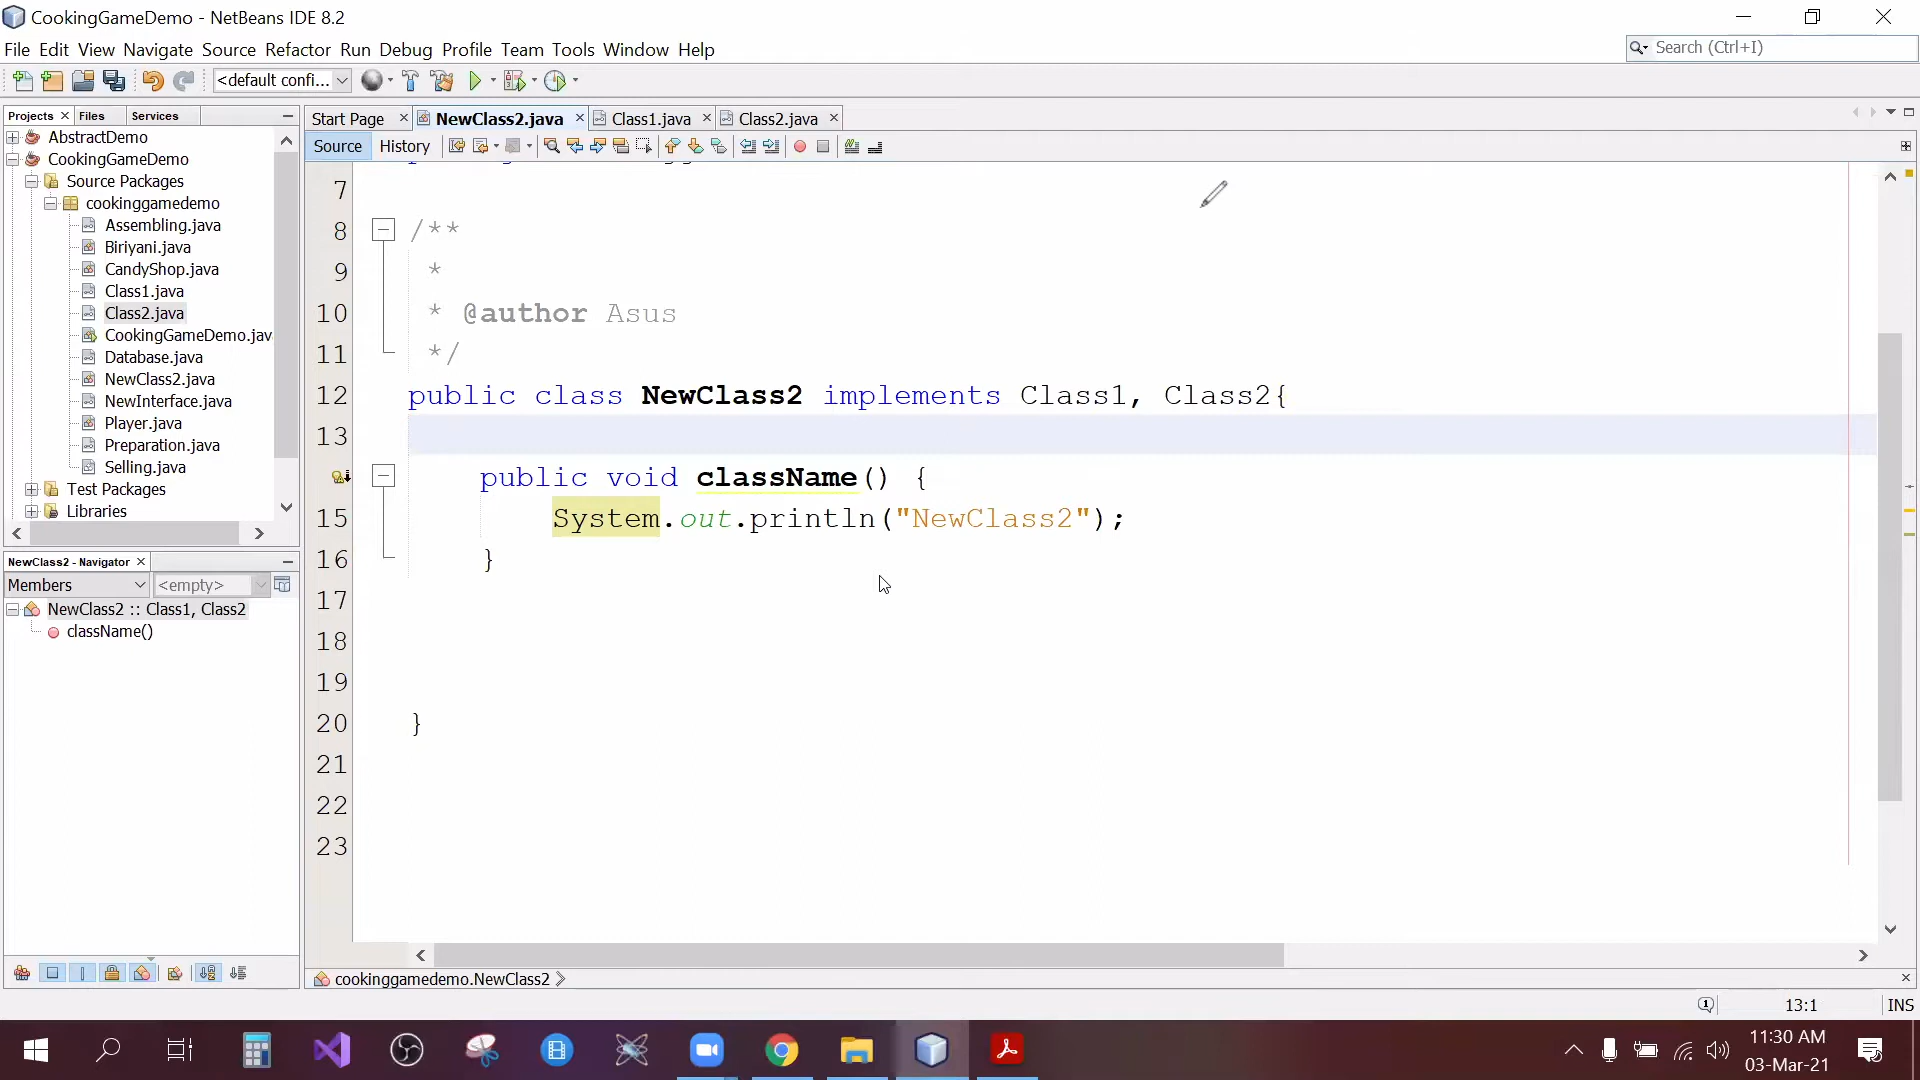 CookingGameDemo - NetBeans IDE 8.2
File Edit View Navigate Source Refactor Run Debug Profile Team Tools Window Help
Search (Ctrl+I)
<default confi...
Projects Files Services
Start Page NewClass2.java Class1.java Class2.java
Source History
AbstractDemo
CookingGameDemo
Source Packages
cookinggamedemo
Assembling.java
Biriyani.java
CandyShop.java
Class1.java
Class2.java
CookingGameDemo.jav
Database.java
NewClass2.java
NewInterface.java
Player.java
Preparation.java
Selling.java
Test Packages
Libraries
NewClass2 - Navigator
Members <empty>
NewClass2 :: Class1, Class2
className()
7
8 /**
9 *
10 * @author Asus
11 */
12 public class NewClass2 implements Class1, Class2{
13
public void className() {
15 System.out.println("NewClass2");
16 }
17
18
19
20 }
21
22
23
cookinggamedemo.NewClass2
13:1 INS
11:30 AM
03-Mar-21